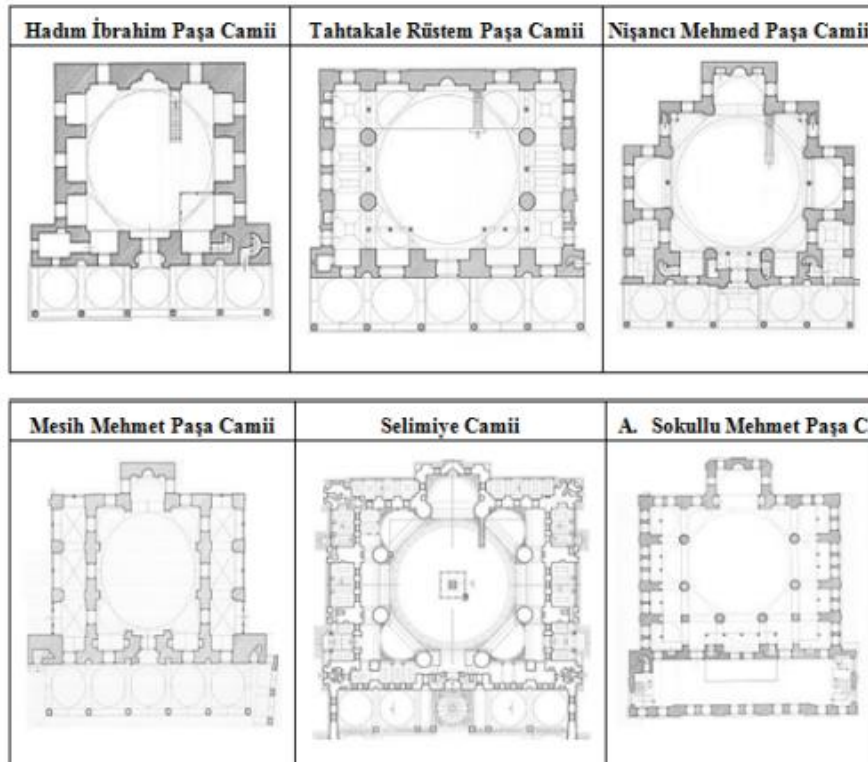 Hadım İbrahim Paşa Camii
Tahtakale Rüstem Paşa Camii
Nişancı Mehmed Paşa Camii
Mesih Mehmet Paşa Camii
Selimiye Camii
A. Sokullu Mehmet Paşa C